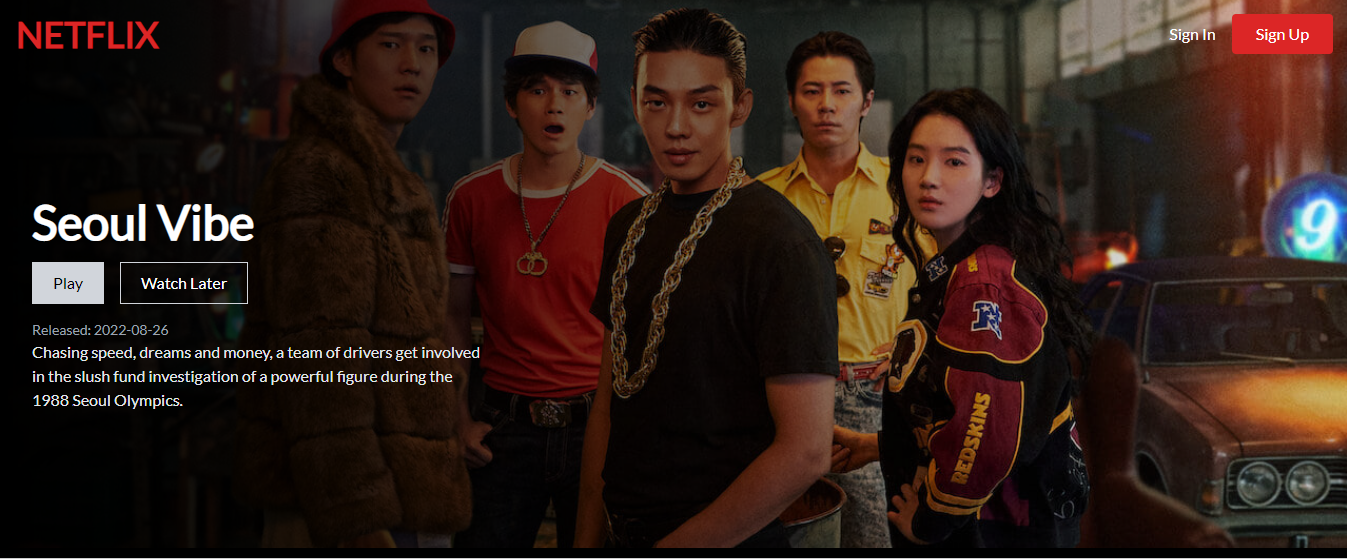 NETFLIX
Sign In
Sign Up
Seoul Vibe
Play
Watch Later
Released: 2022-08-26
Chasing speed, dreams and money, a team of drivers get involved
in the slush fund investigation of a powerful figure during the
1988 Seoul Olympics.
9
N
REDSKINS